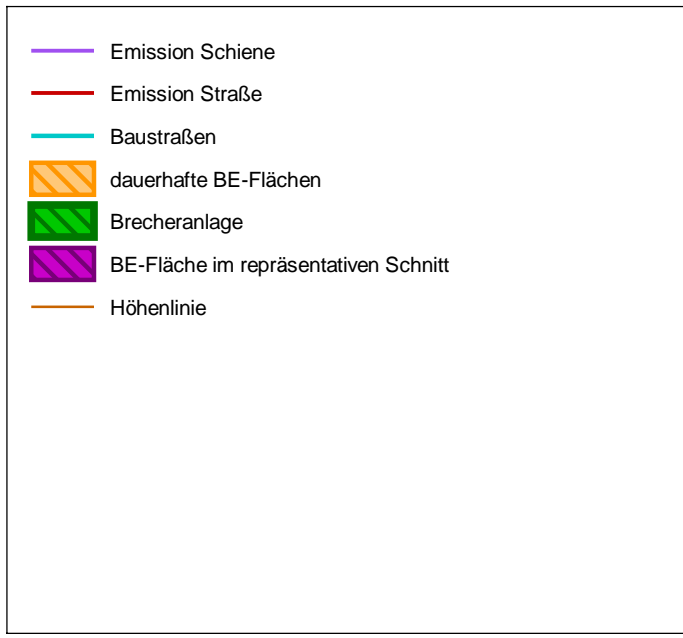 Emission Schiene
Emission Straße
Baustraßen
dauerhafte BE-Flächen
Brecheranlage
BE-Fläche im repräsentativen Schnitt
Höhenlinie